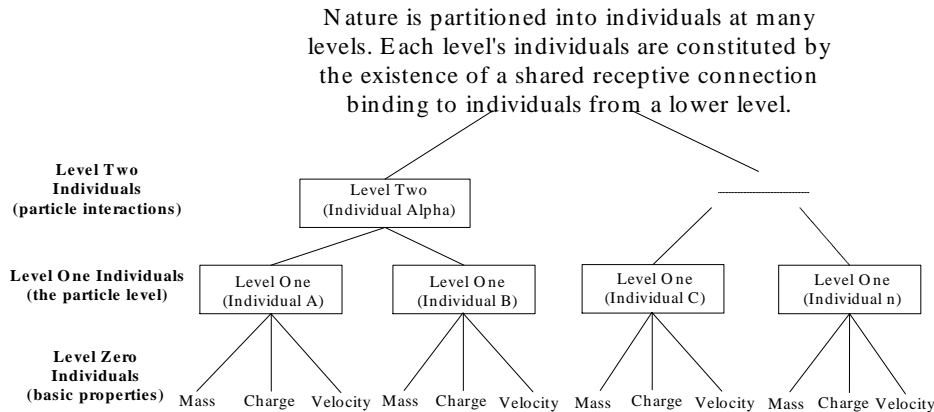 Nature is partitioned into individuals at many
levels. Each level's individuals are constituted by
the existence of a shared receptive connection
binding to individuals from a lower level.
Level Two
Individuals
(particle interactions)
Level Two
(Individual Alpha)
Level One Individuals
(the particle level)
Level One
(Individual A)
Level One
(Individual B)
Level One
(Individual C)
Level One
(Individual n)
Level Zero
Individuals
(basic properties)
Mass Charge Velocity Mass Charge Velocity Mass Charge Velocity Mass Charge Velocity